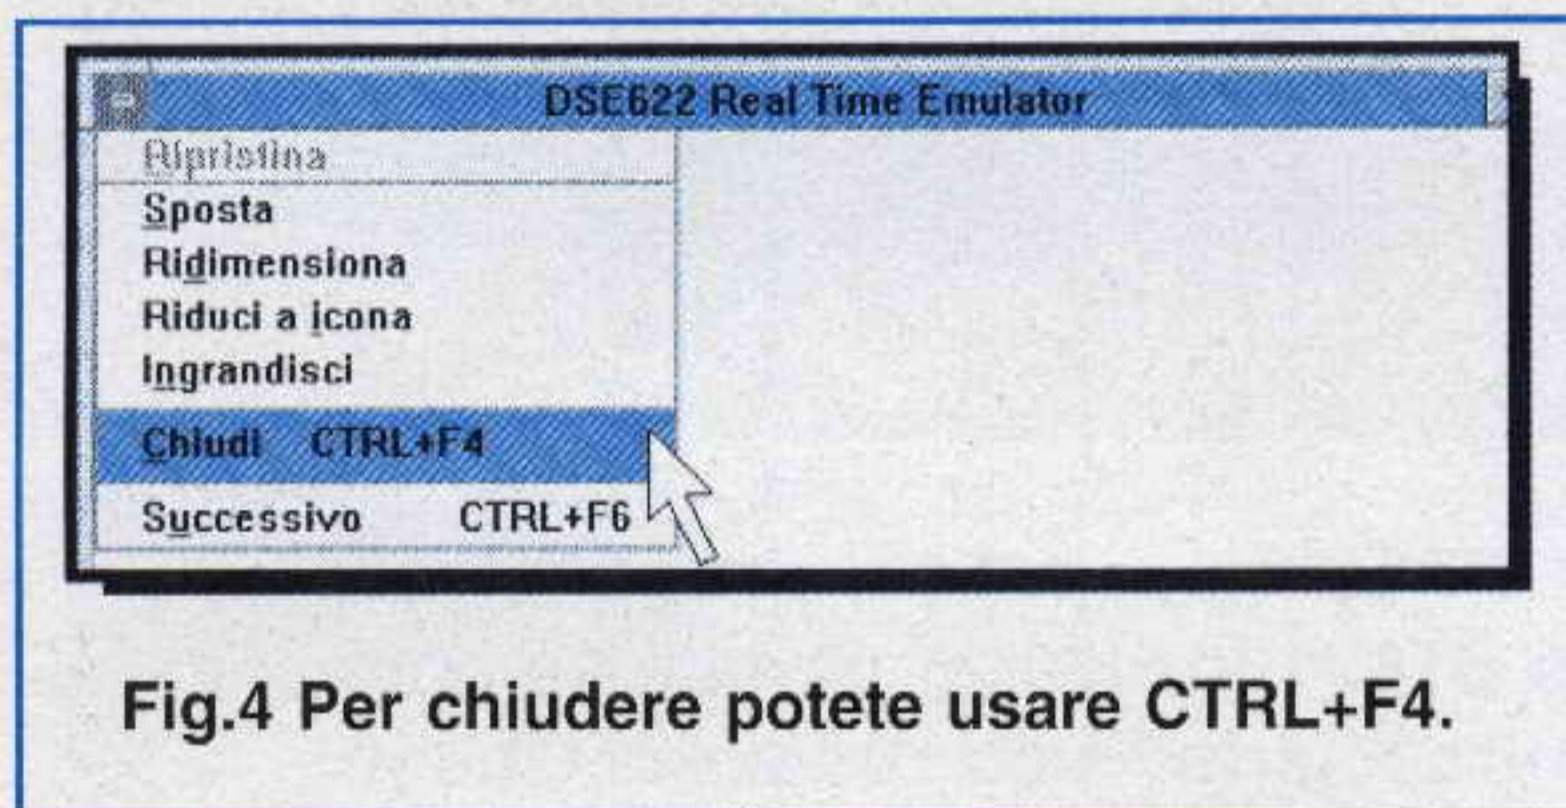 DSE622 Real Time Emulator
Ripristina
Sposta
Ridimensiona
Riduci a icona
Ingrandisci
Chiudi CTRL+F4
Successivo CTRL+F6
Fig.4 Per chiudere potete usare CTRL+F4.